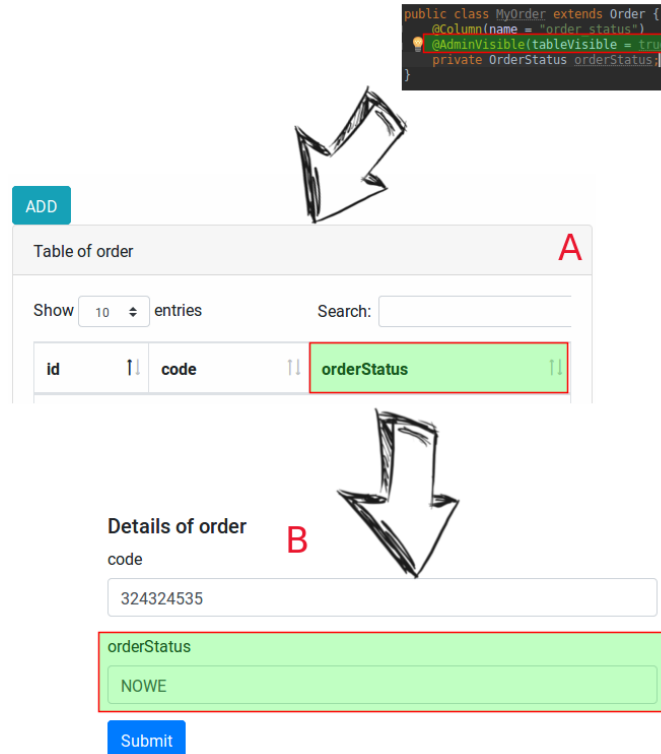 public class MyOrder extends Order {
@Column(name = "order_status")
@AdminVisible(tableVisible = true
private OrderStatus orderStatus;
}
ADD
Table of order
A
Show 10 entries Search:
id code orderStatus
Details of order
B
code
324324535
orderStatus
NOWE
Submit